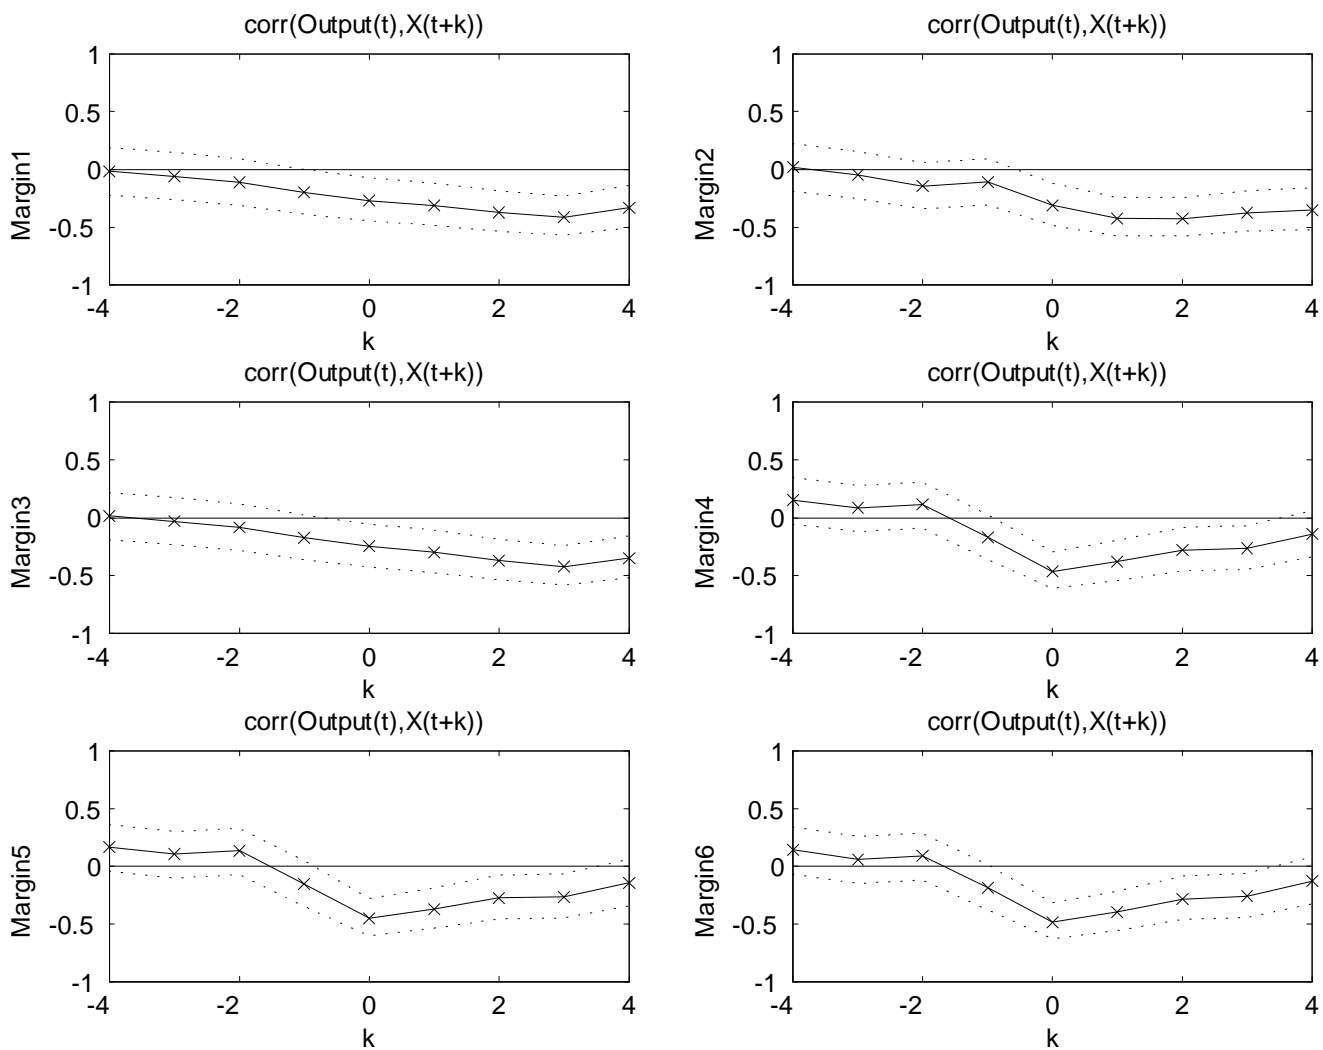 corr(Output(t),X(t+k))
1
0.5
0
-0.5
-1
Margin1
-4 -2 0 2 4
k
corr(Output(t),X(t+k))
1
0.5
0
-0.5
-1
Margin2
-4 -2 0 2 4
k
corr(Output(t),X(t+k))
1
0.5
0
-0.5
-1
Margin3
-4 -2 0 2 4
k
corr(Output(t),X(t+k))
1
0.5
0
-0.5
-1
Margin4
-4 -2 0 2 4
k
corr(Output(t),X(t+k))
1
0.5
0
-0.5
-1
Margin5
-4 -2 0 2 4
k
corr(Output(t),X(t+k))
1
0.5
0
-0.5
-1
Margin6
-4 -2 0 2 4
k